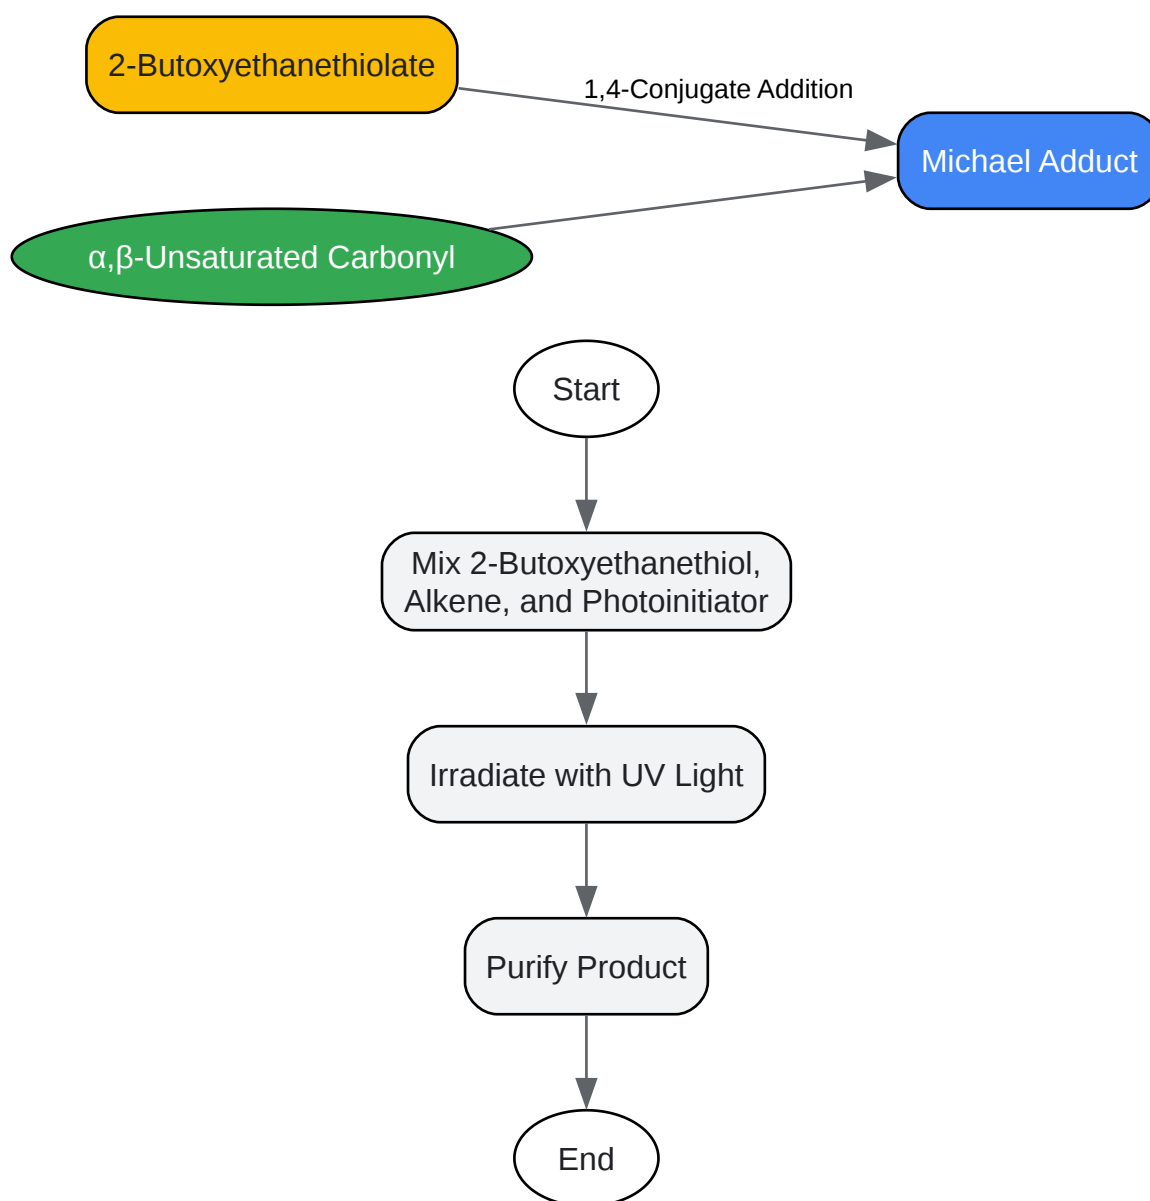 2-Butoxyethanethiolate
1,4-Conjugate Addition
Michael Adduct
α,β-Unsaturated Carbonyl
Start
Mix 2-Butoxyethanethiol,
Alkene, and Photoinitiator
Irradiate with UV Light
Purify Product
End